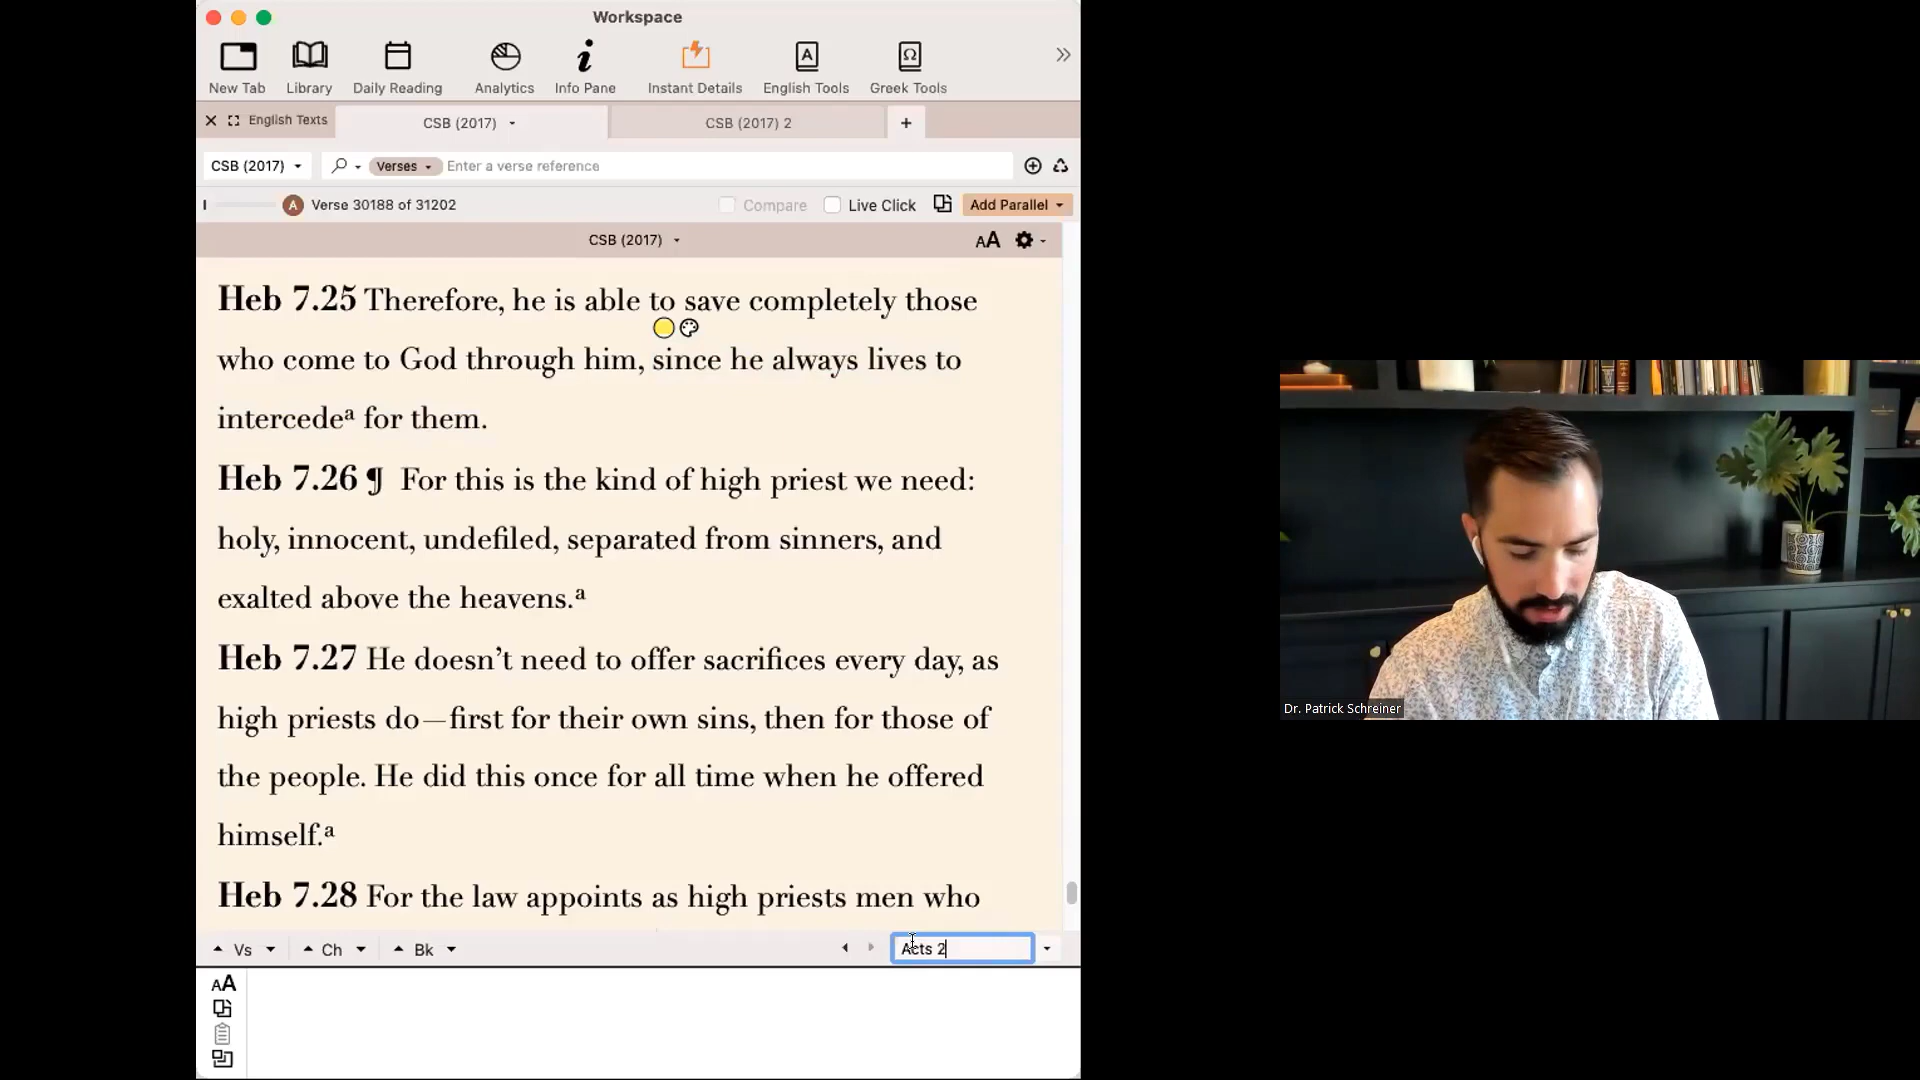 Workspace
New Tab
Library
Daily Reading
Analytics
Info Pane
Instant Details
English Tools
Greek Tools
English Texts
CSB (2017)
CSB (2017) 2
CSB (2017)
Verses
Enter a verse reference
A
Verse 30188 of 31202
Compare
Live Click
Add Parallel
CSB (2017)
AA
Heb 7.25 Therefore, he is able to save completely those
who come to God through him, since he always lives to
intercedeᵃ for them.
Heb 7.26 ¶ For this is the kind of high priest we need:
holy, innocent, undefiled, separated from sinners, and
exalted above the heavens.ᵃ
Heb 7.27 He doesn’t need to offer sacrifices every day, as
high priests do—first for their own sins, then for those of
the people. He did this once for all time when he offered
himself.ᵃ
Heb 7.28 For the law appoints as high priests men who
Vs
Ch
Bk
Acts 2
AA
Dr. Patrick Schreiner